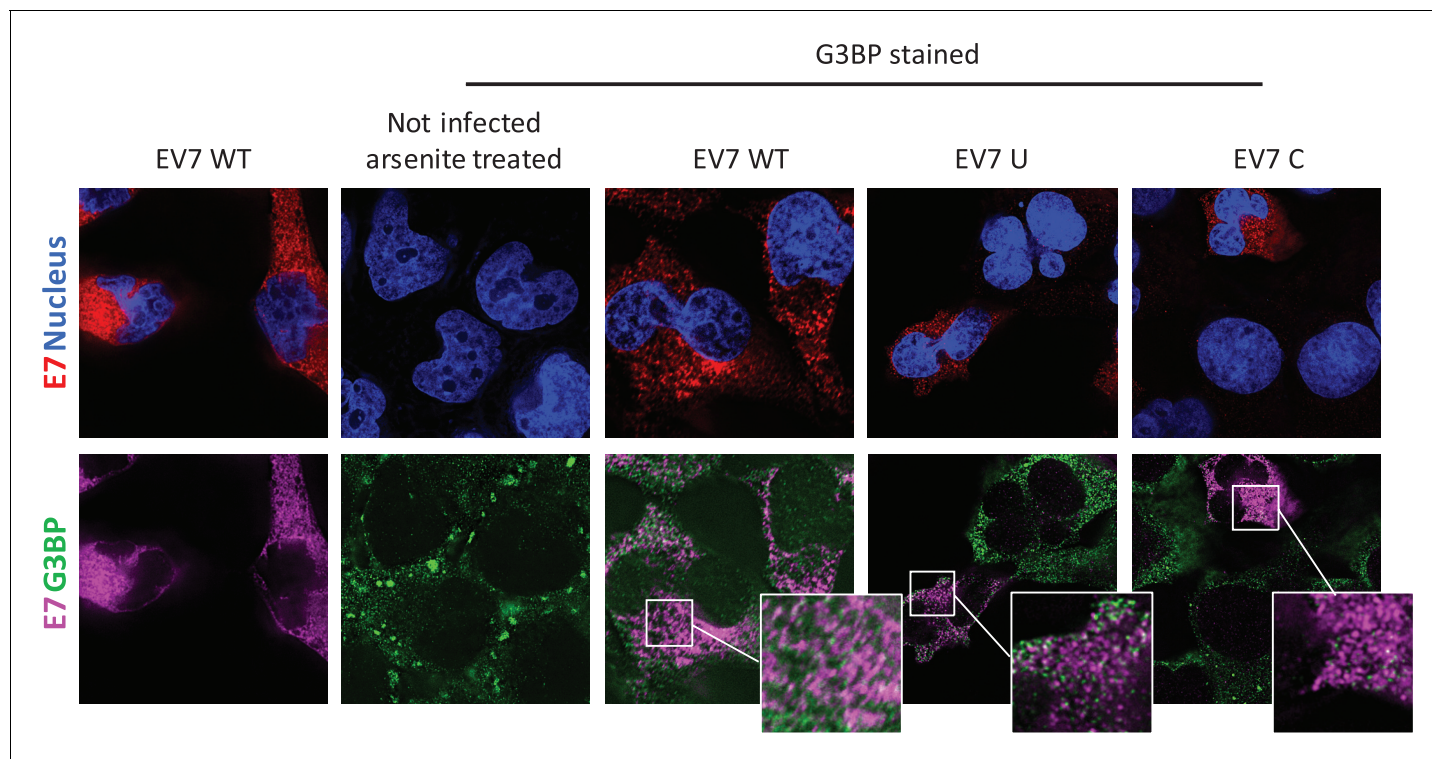 G3BP stained
EV7 WT
Not infected
arsenite treated
EV7 WT
EV7 U
EV7 C
E7 Nucleus
E7 G3BP